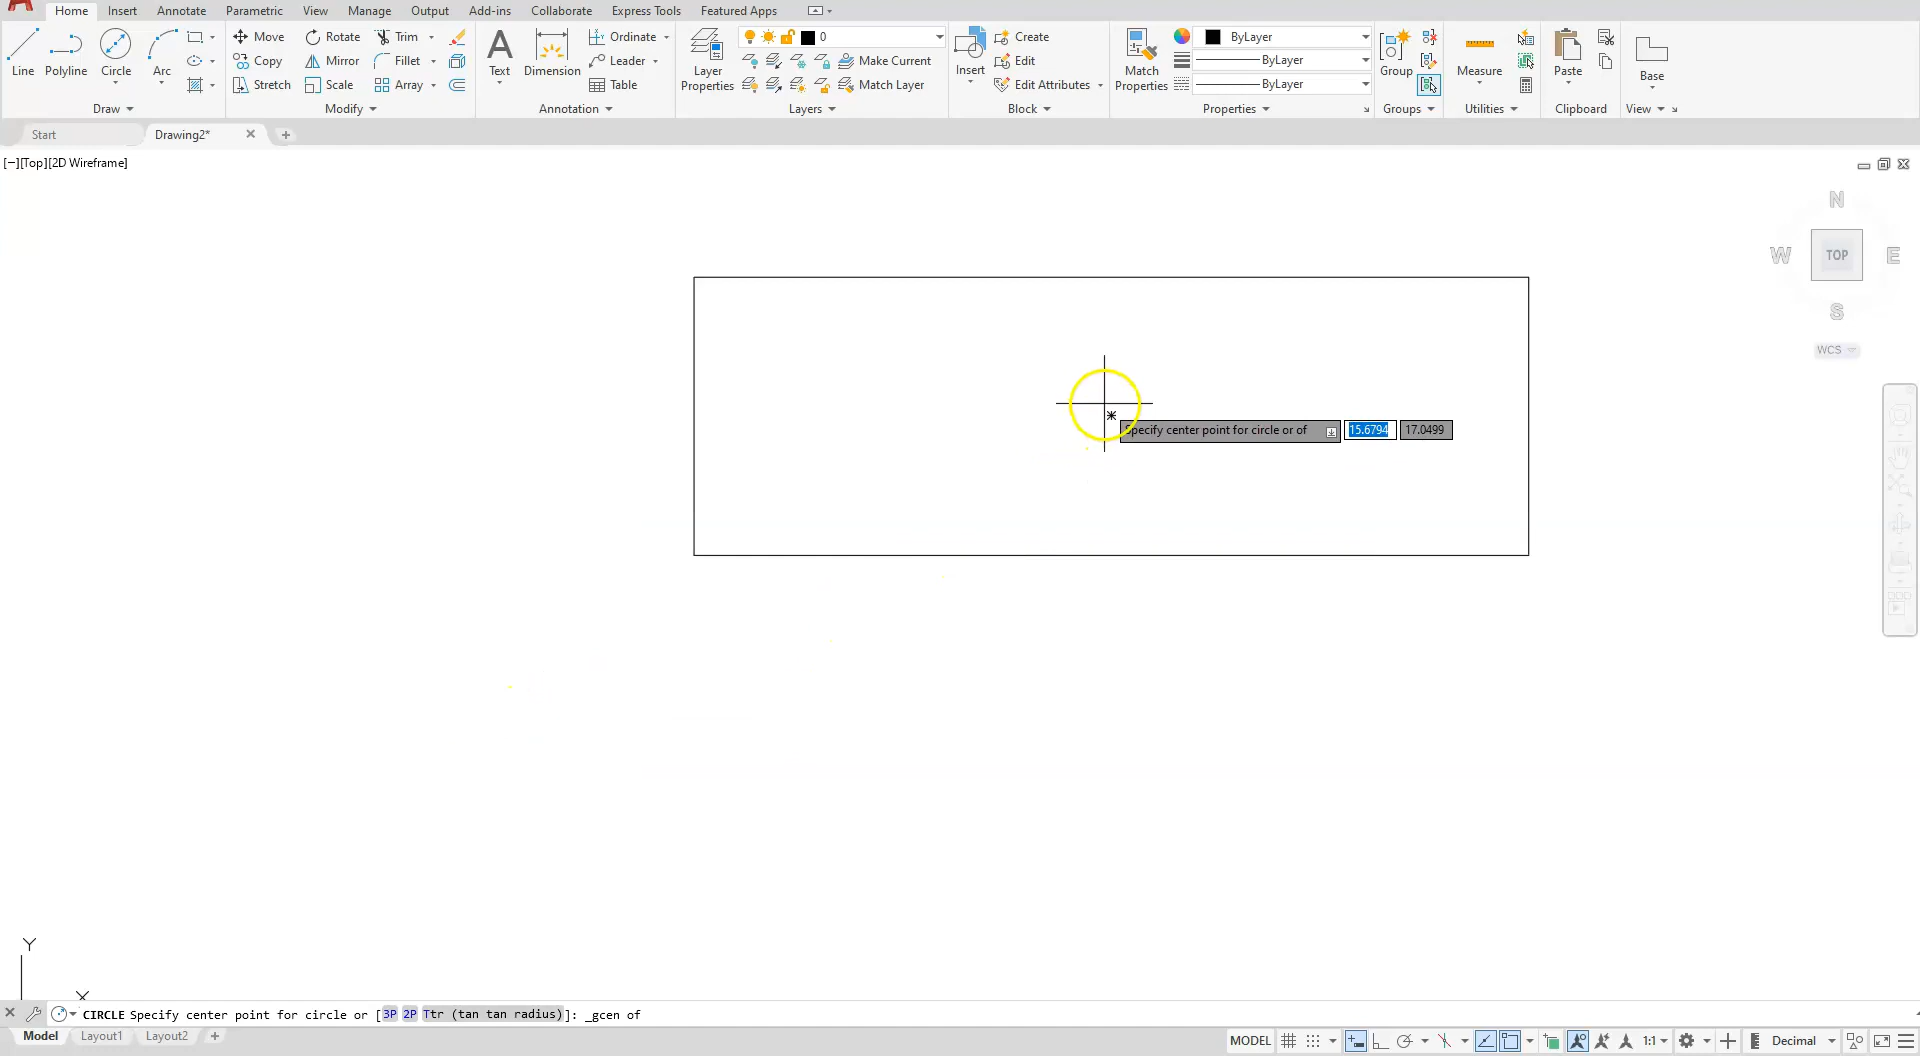 Home Insert Annotate Parametric View Manage Output Add-ins Collaborate Express Tools Featured Apps
Line Polyline Circle Arc
Move Rotate Trim
Copy Mirror Fillet
Stretch Scale Array
Text Dimension
Ordinate
Leader
Table
Layer Properties
0
Make Current
Match Layer
Insert
Create
Edit
Edit Attributes
Match Properties
ByLayer
ByLayer
ByLayer
Group
Measure
Paste
Base
Draw Modify Annotation Layers Block Properties Groups Utilities Clipboard View
Start Drawing2*
[−][Top][2D Wireframe]
N
W TOP E
S
WCS
Specify center point for circle or of 15.6794 17.0499
Y
X
CIRCLE Specify center point for circle or [3P 2P Ttr (tan tan radius)]: _gcen of
Model Layout1 Layout2
MODEL 1:1 Decimal